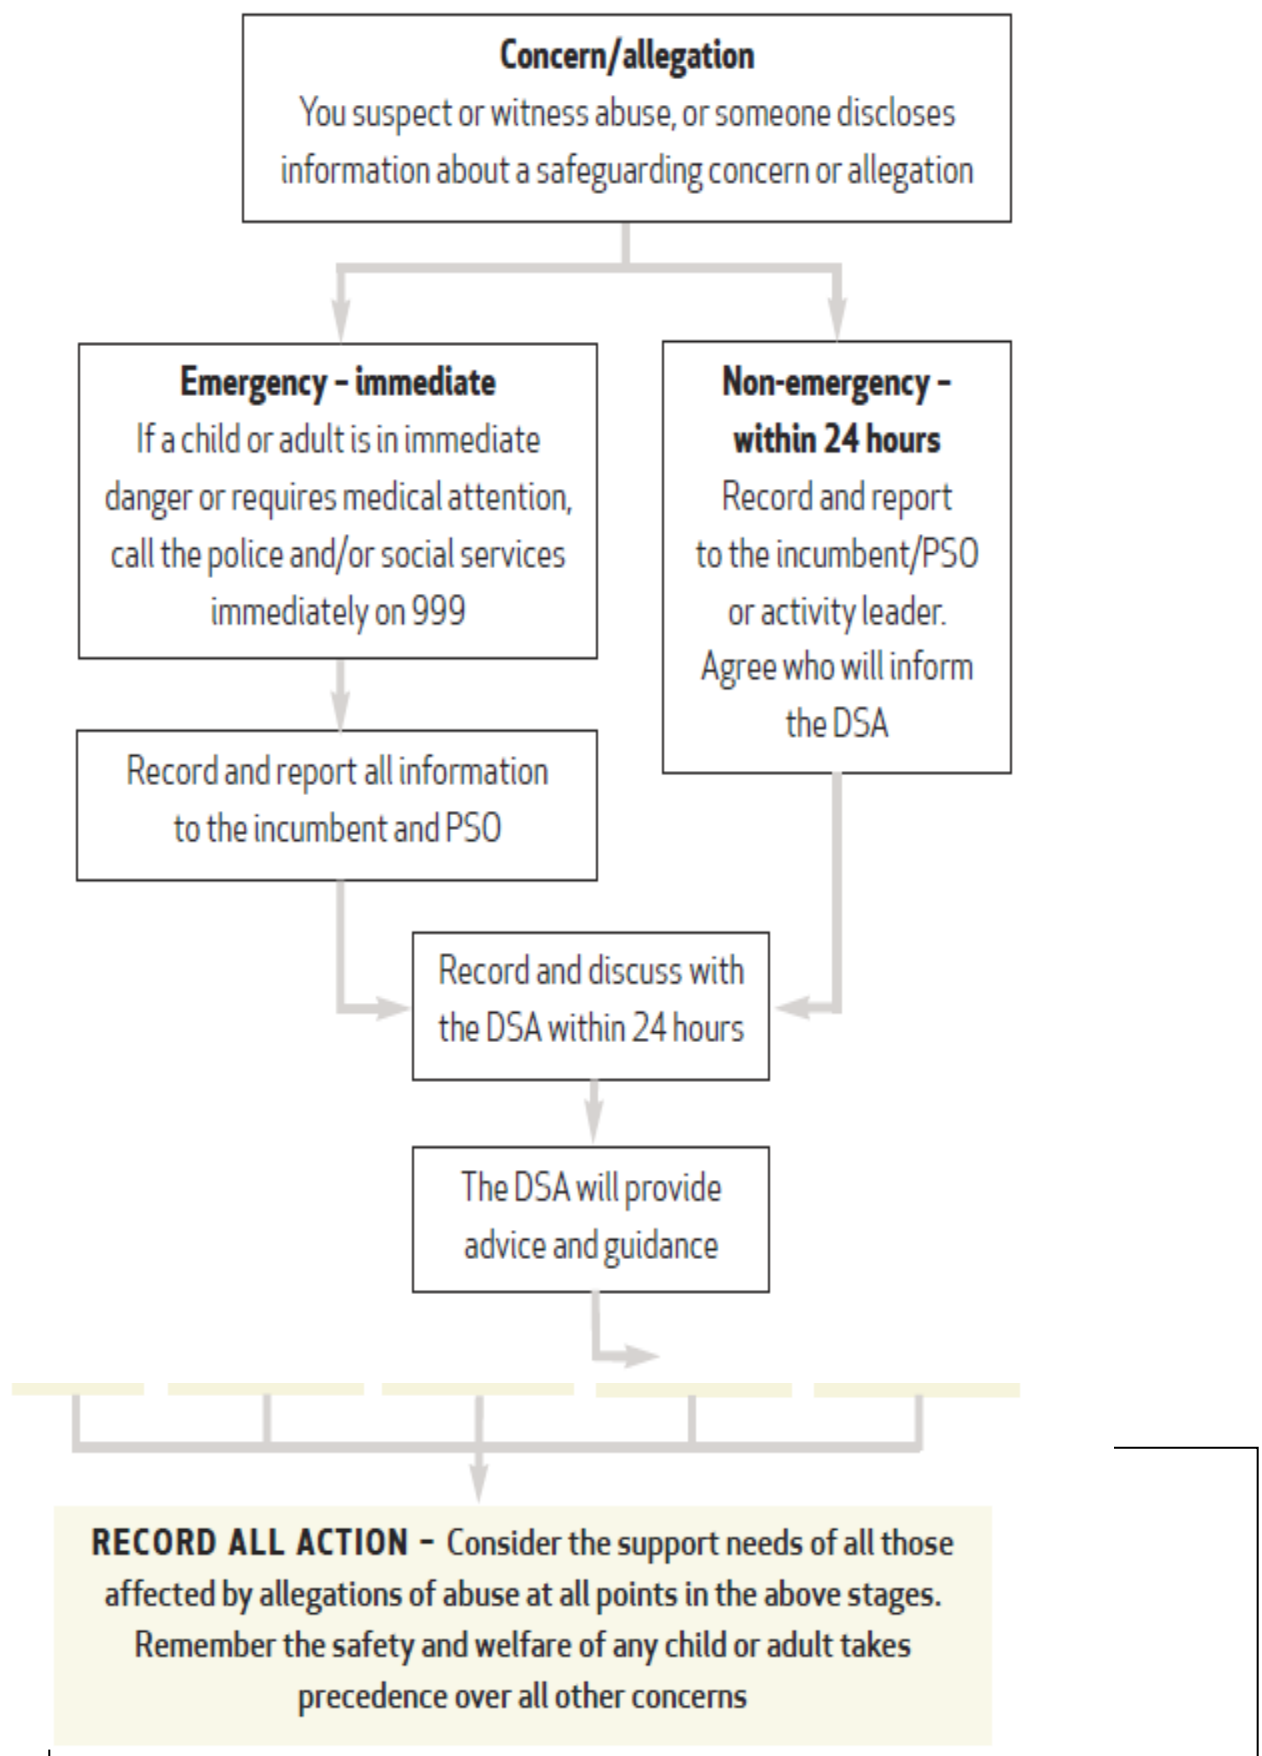 Concern/allegation
You suspect or witness abuse, or someone discloses
information about a safeguarding concern or allegation
Emergency – immediate
If a child or adult is in immediate
danger or requires medical attention,
call the police and/or social services
immediately on 999
Non-emergency –
within 24 hours
Record and report
to the incumbent/PSO
or activity leader.
Agree who will inform
the DSA
Record and report all information
to the incumbent and PSO
Record and discuss with
the DSA within 24 hours
The DSA will provide
advice and guidance
RECORD ALL ACTION – Consider the support needs of all those
affected by allegations of abuse at all points in the above stages.
Remember the safety and welfare of any child or adult takes
precedence over all other concerns